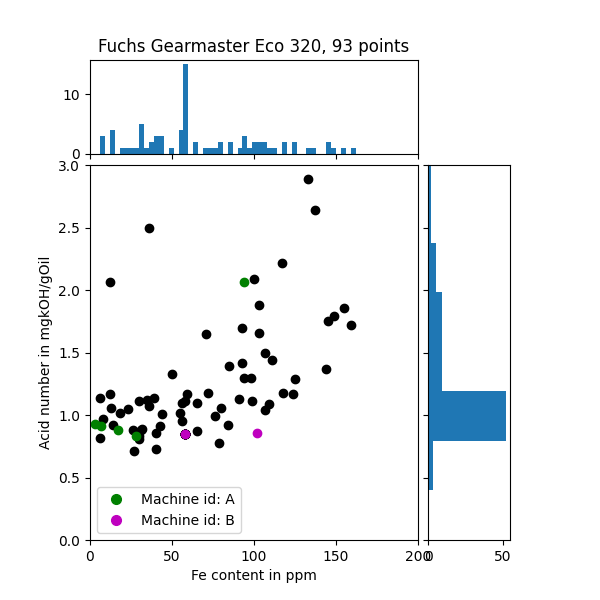 Fuchs Gearmaster Eco 320, 93 points
10
0
3.0
2.5
2.0
1.5
1.0
0.5
0.0
Acid number in mgkOH/gOil
Machine id: A
Machine id: B
0 50 100 150 200
0 50
Fe content in ppm